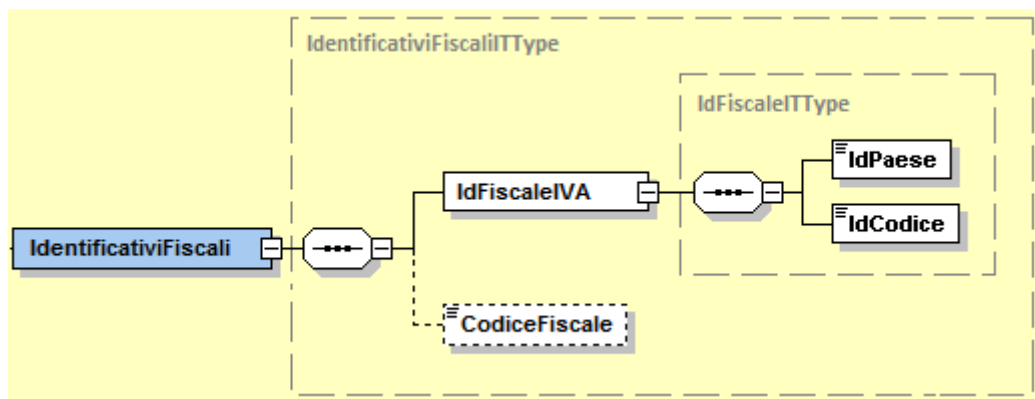 IdentificativiFiscaliITType
IdFiscaleITType
IdPaese
IdFiscaleIVA
IdCodice
IdentificativiFiscali
CodiceFiscale